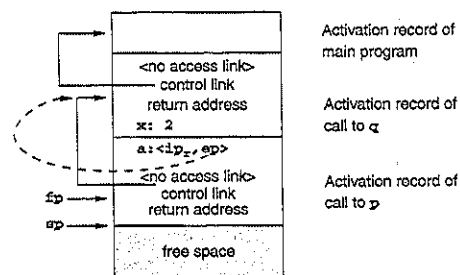 Activation record of
main program
<no access link>
control link
return address
x: 2
Activation record of
call to q
a:<ip_r, ep>
<no access link>
control link
return address
Activation record of
call to p
fp
sp
free space